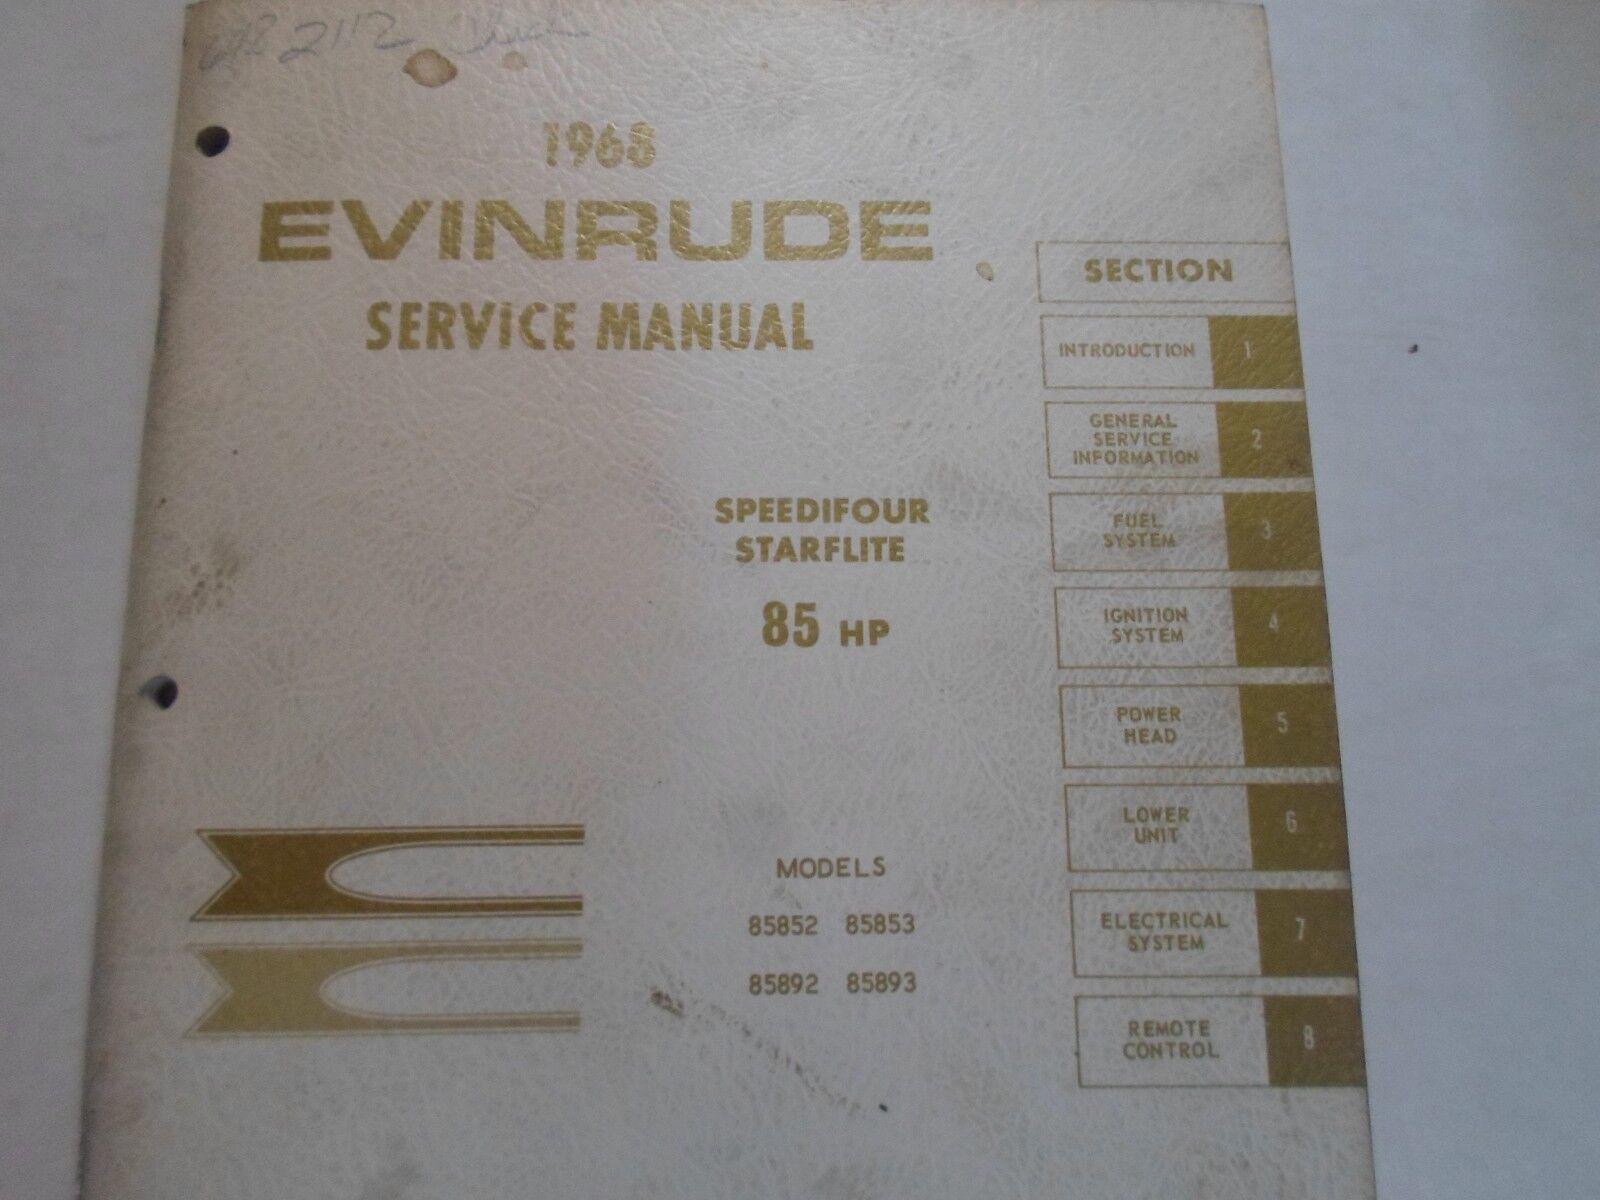 2112
1968
EVINRUDE
SERVICE MANUAL
SPEEDIFOUR
STARFLITE
85 HP
MODELS
85852 85853
85892 85893
SECTION
INTRODUCTION 1
GENERAL
SERVICE 2
INFORMATION
FUEL
SYSTEM 3
IGNITION
SYSTEM 4
POWER
HEAD 5
LOWER
UNIT 6
ELECTRICAL
SYSTEM 7
REMOTE
CONTROL 8